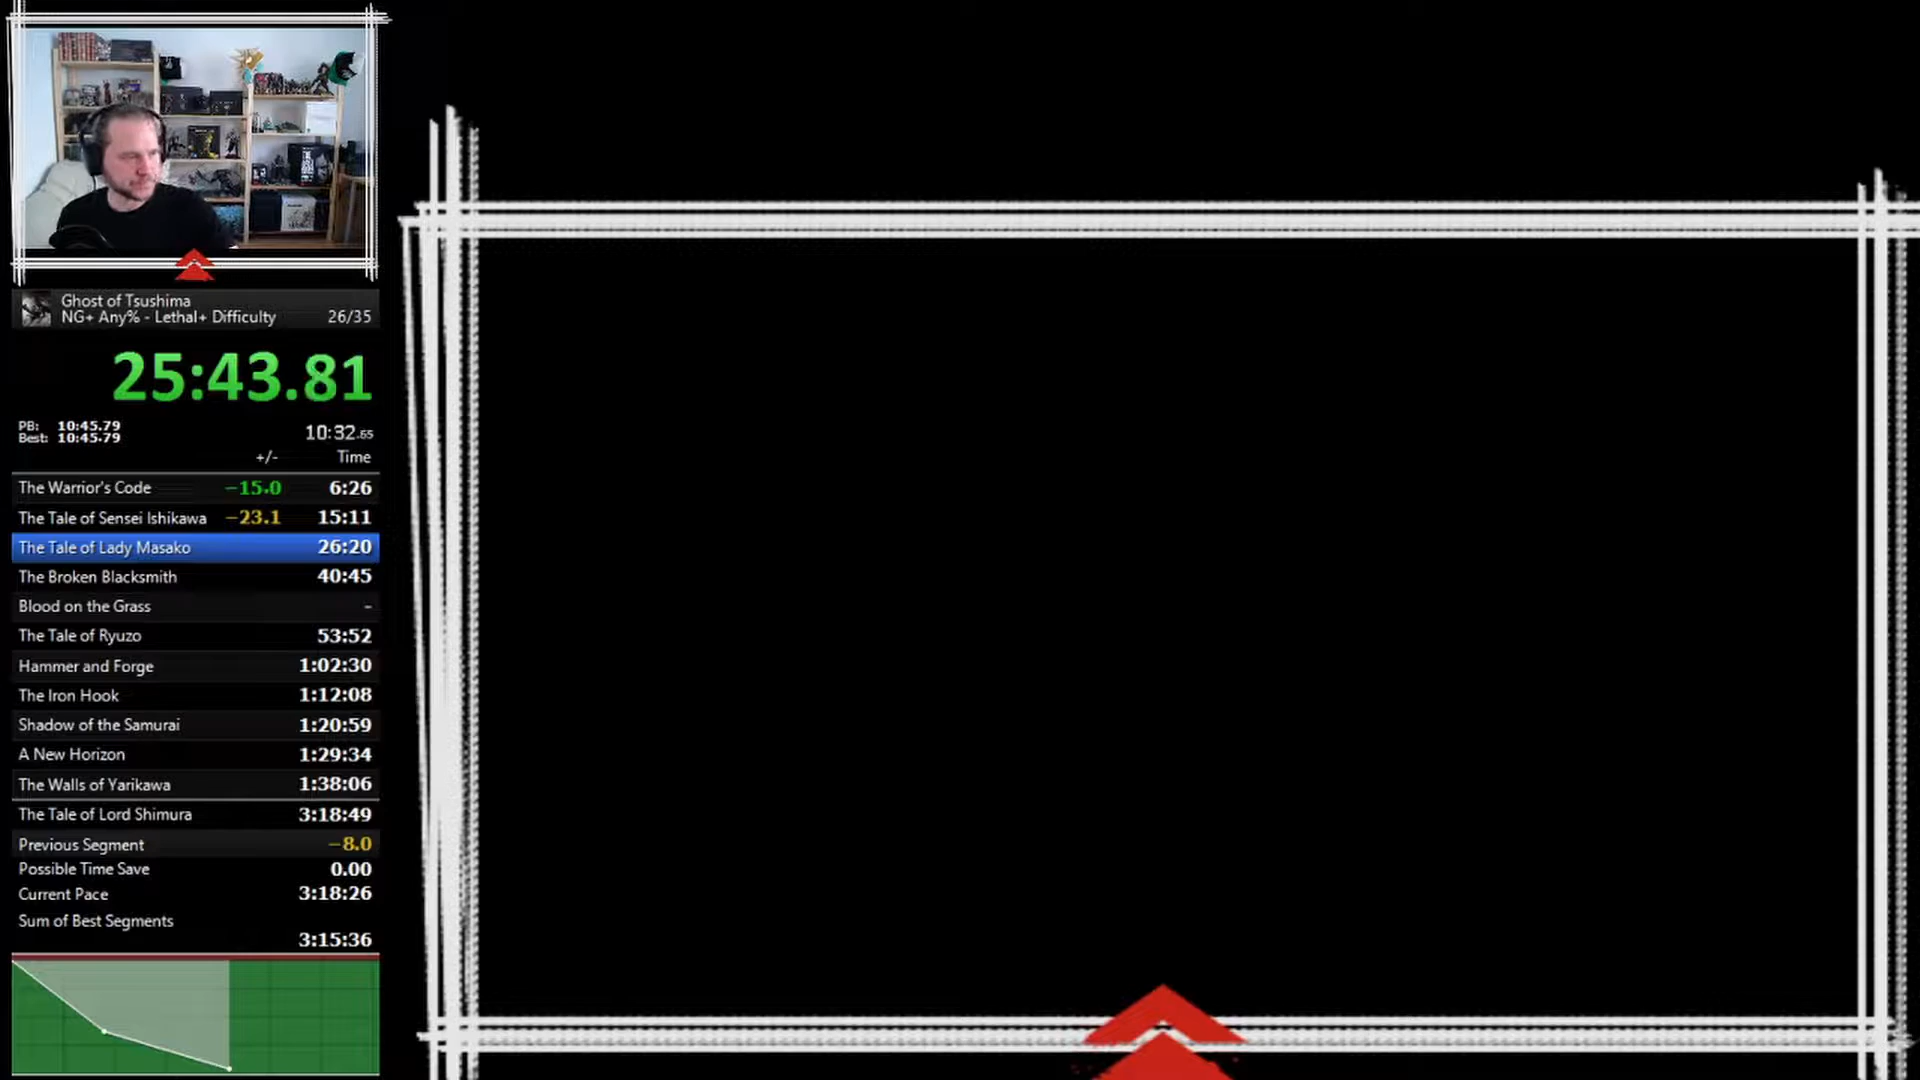 Ghost of Tsushima
NG+ Any% - Lethal+ Difficulty 26/35
25:43.81
PB: 10:45.79
Best: 10:45.79
10:32.65
+/- Time
The Warrior's Code −15.0 6:26
The Tale of Sensei Ishikawa −23.1 15:11
The Tale of Lady Masako 26:20
The Broken Blacksmith 40:45
Blood on the Grass -
The Tale of Ryuzo 53:52
Hammer and Forge 1:02:30
The Iron Hook 1:12:08
Shadow of the Samurai 1:20:59
A New Horizon 1:29:34
The Walls of Yarikawa 1:38:06
The Tale of Lord Shimura 3:18:49
Previous Segment −8.0
Possible Time Save 0.00
Current Pace 3:18:26
Sum of Best Segments
3:15:36